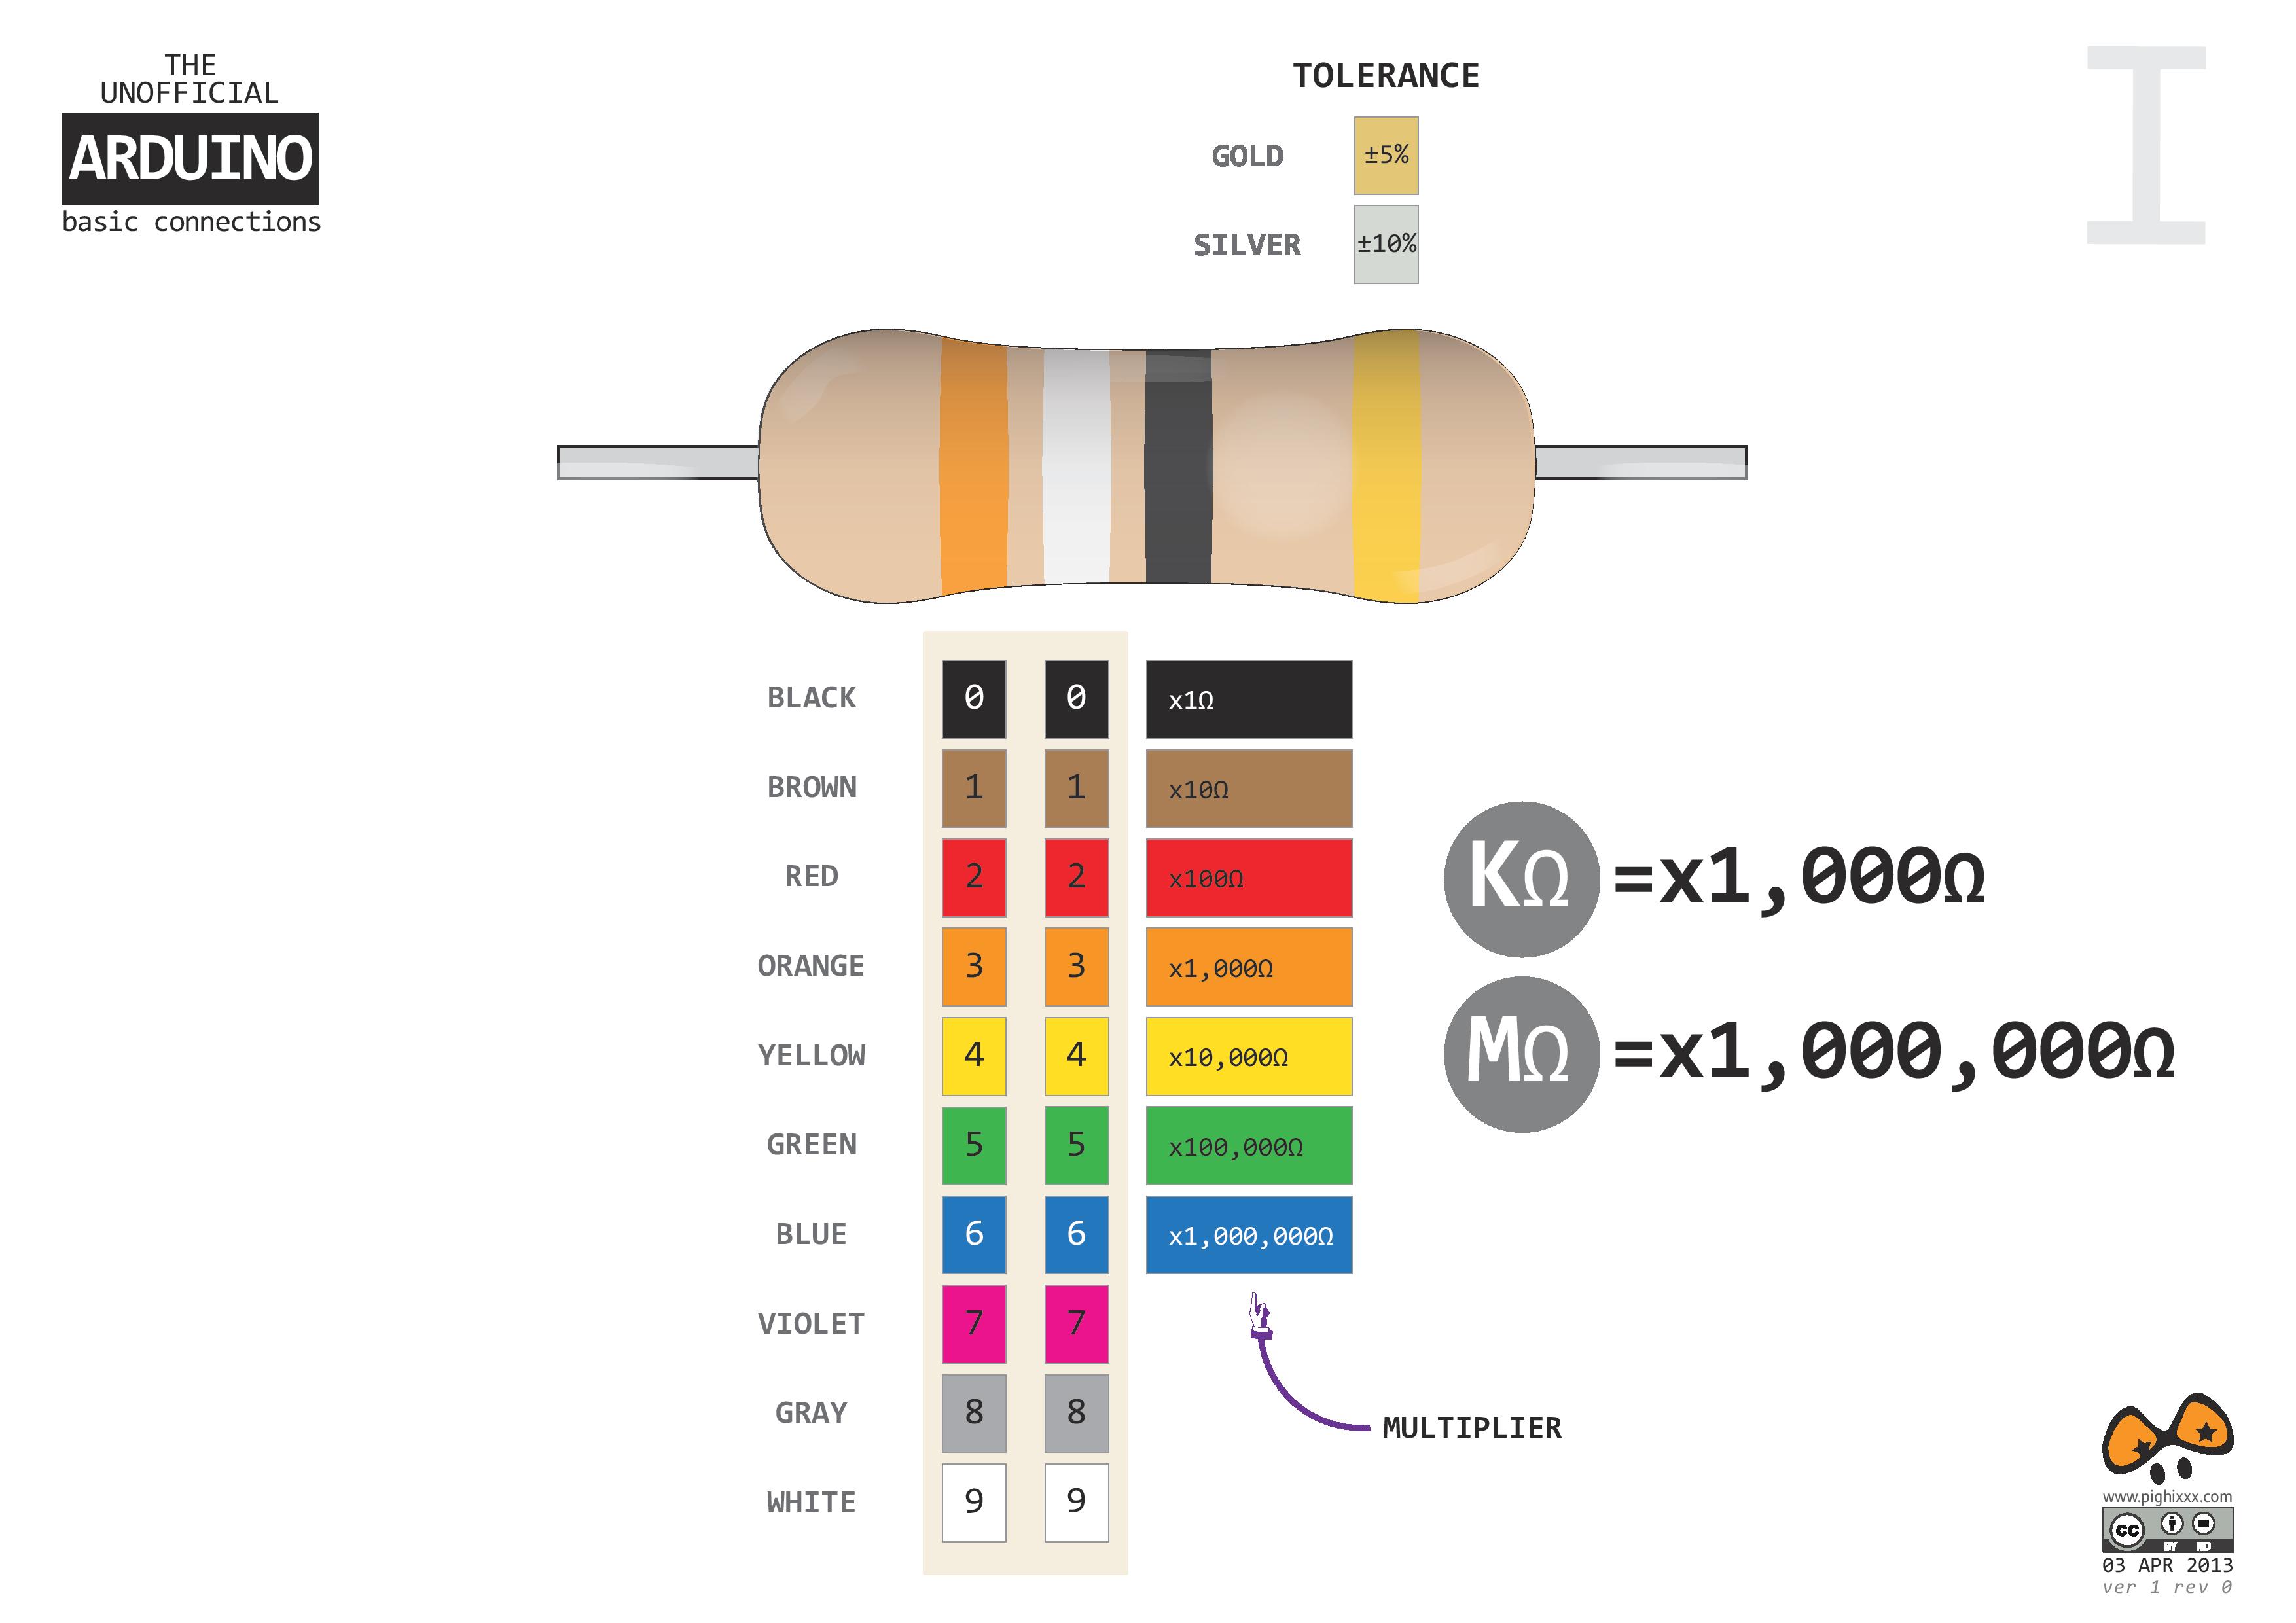 THE
UNOFFICIAL
ARDUINO
basic connections
TOLERANCE
GOLD ±5%
SILVER ±10%
I
BLACK 0 0 x1Ω
BROWN 1 1 x10Ω
RED 2 2 x100Ω
ORANGE 3 3 x1,000Ω
YELLOW 4 4 x10,000Ω
GREEN 5 5 x100,000Ω
BLUE 6 6 x1,000,000Ω
VIOLET 7 7
GRAY 8 8
WHITE 9 9
KΩ =x1,000Ω
MΩ =x1,000,000Ω
MULTIPLIER
www.pighixxx.com
cc BY ND
03 APR 2013
ver 1 rev 0